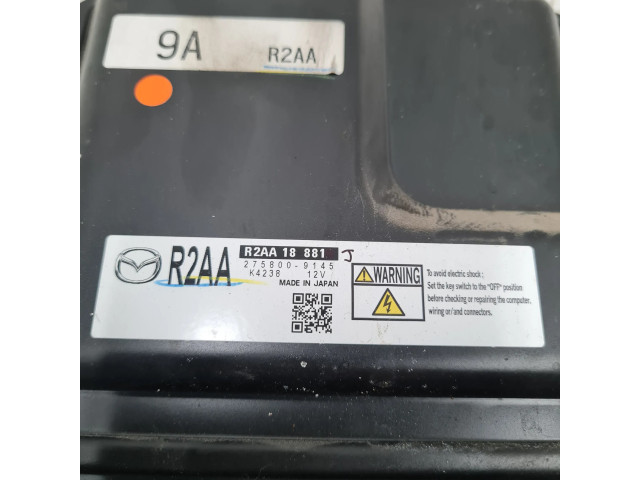 9A R2AA
R2AA
R2AA 18 881 J
275800-9145
K4238 12V
MADE IN JAPAN
WARNING
To avoid electric shock :
Set the key switch to the "OFF" position
before checking or repairing the computer,
wiring or/and connectors.